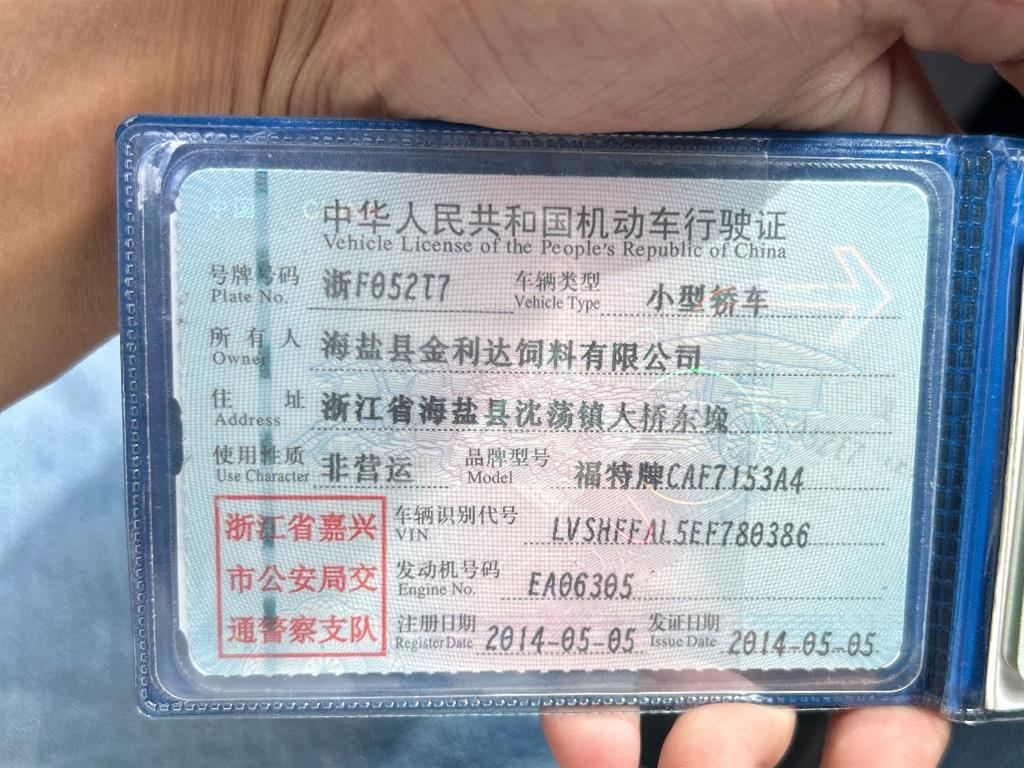 中华人民共和国机动车行驶证
Vehicle License of the People's Republic of China
号牌号码 浙F052T7 车辆类型 小型轿车
Plate No. Vehicle Type
所有人 海盐县金利达饲料有限公司
Owner
住址 浙江省海盐县沈荡镇大桥东堍
Address
使用性质 非营运 品牌型号 福特牌CAF7153A4
Use Character Model
浙江省嘉兴
市公安局交
通警察支队
车辆识别代号 LVSHFFAL5EF780386
VIN
发动机号码 EA06305
Engine No.
注册日期 2014-05-05 发证日期 2014-05-05
Register Date Issue Date